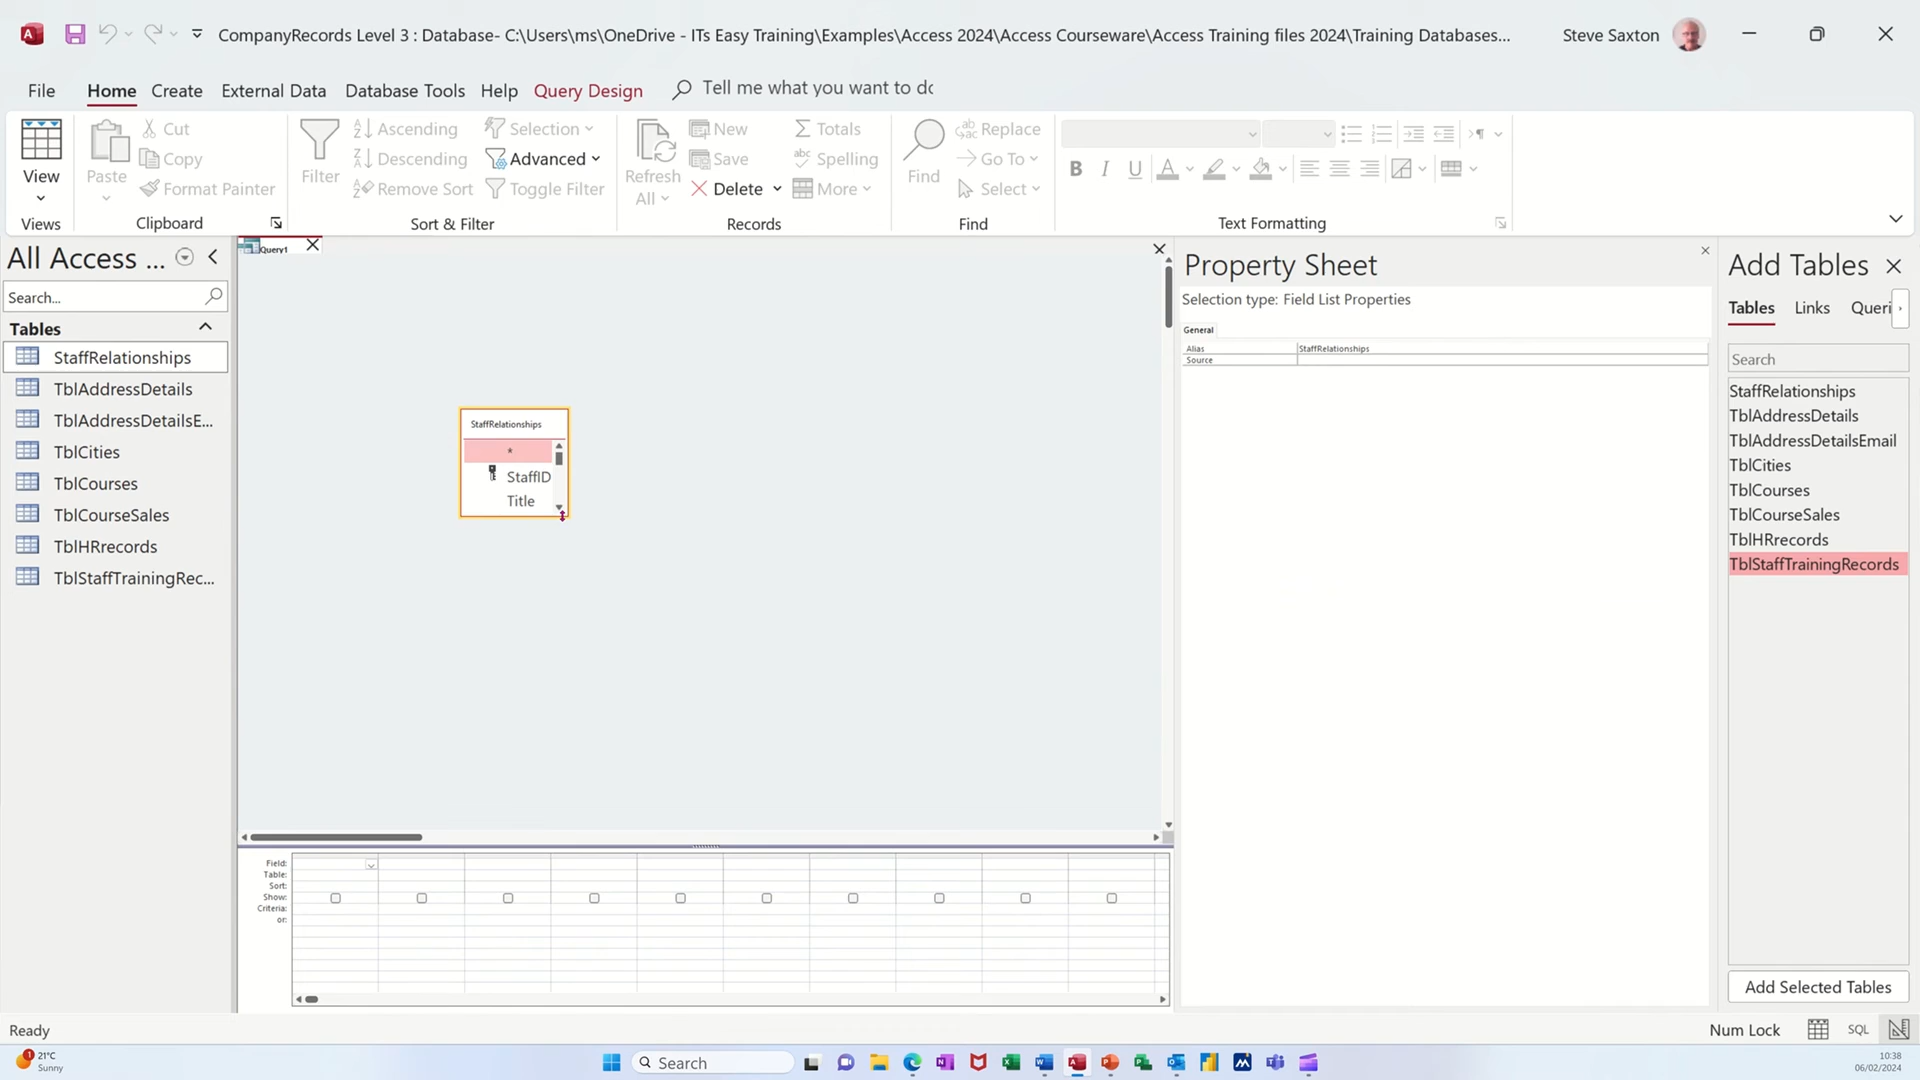 CompanyRecords Level 3 : Database- C:\Users\ms\OneDrive - ITs Easy Training\Examples\Access 2024\Access Courseware\Access Training files 2024\Training Databases...
Steve Saxton
File
Home
Create
External Data
Database Tools
Help
Query Design
Tell me what you want to do
View
Views
Paste
Cut
Copy
Format Painter
Clipboard
Filter
Ascending
Descending
Remove Sort
Selection
Advanced
Toggle Filter
Sort & Filter
Refresh
All
New
Save
Delete
Totals
Spelling
More
Records
Find
Replace
Go To
Select
Find
B I U A
Text Formatting
All Access ...
Search...
Tables
StaffRelationships
TblAddressDetails
TblAddressDetailsE...
TblCities
TblCourses
TblCourseSales
TblHRrecords
TblStaffTrainingRec...
Query1
StaffRelationships
*
StaffID
Title
Field:
Table:
Sort:
Show:
Criteria:
or:
Property Sheet
Selection type: Field List Properties
General
Alias StaffRelationships
Source
Add Tables
Tables Links Queri
Search
StaffRelationships
TblAddressDetails
TblAddressDetailsEmail
TblCities
TblCourses
TblCourseSales
TblHRrecords
TblStaffTrainingRecords
Add Selected Tables
Ready
Num Lock
SQL
1
21°C
Sunny
Search
10:38
06/02/2024